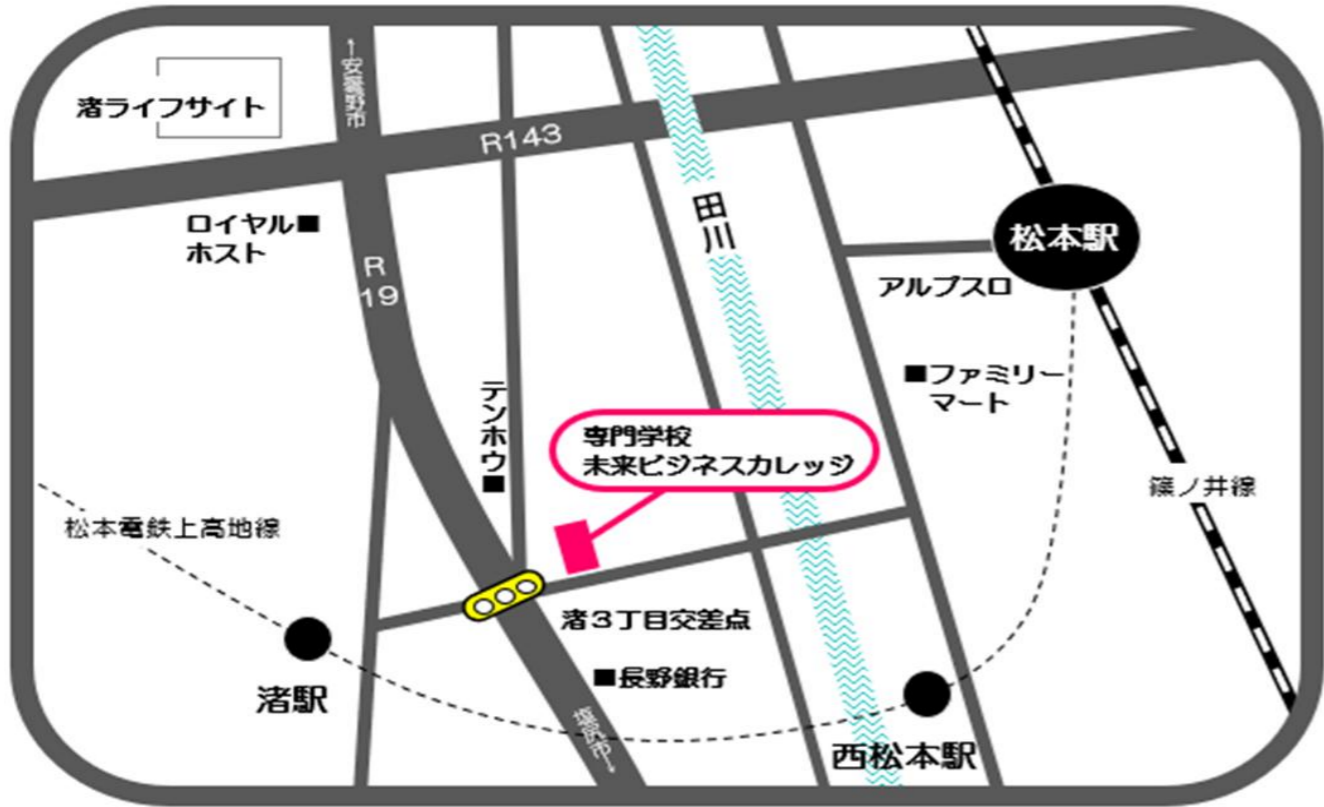 ←安曇野市
渚ライフサイト
R143
ロイヤル■
ホスト
田川
松本駅
R
19
アルプス口
■ファミリー
マート
テンホウ■
専門学校
未来ビジネスカレッジ
篠ノ井線
松本電鉄上高地線
渚3丁目交差点
渚駅
■長野銀行
塩尻市→
西松本駅